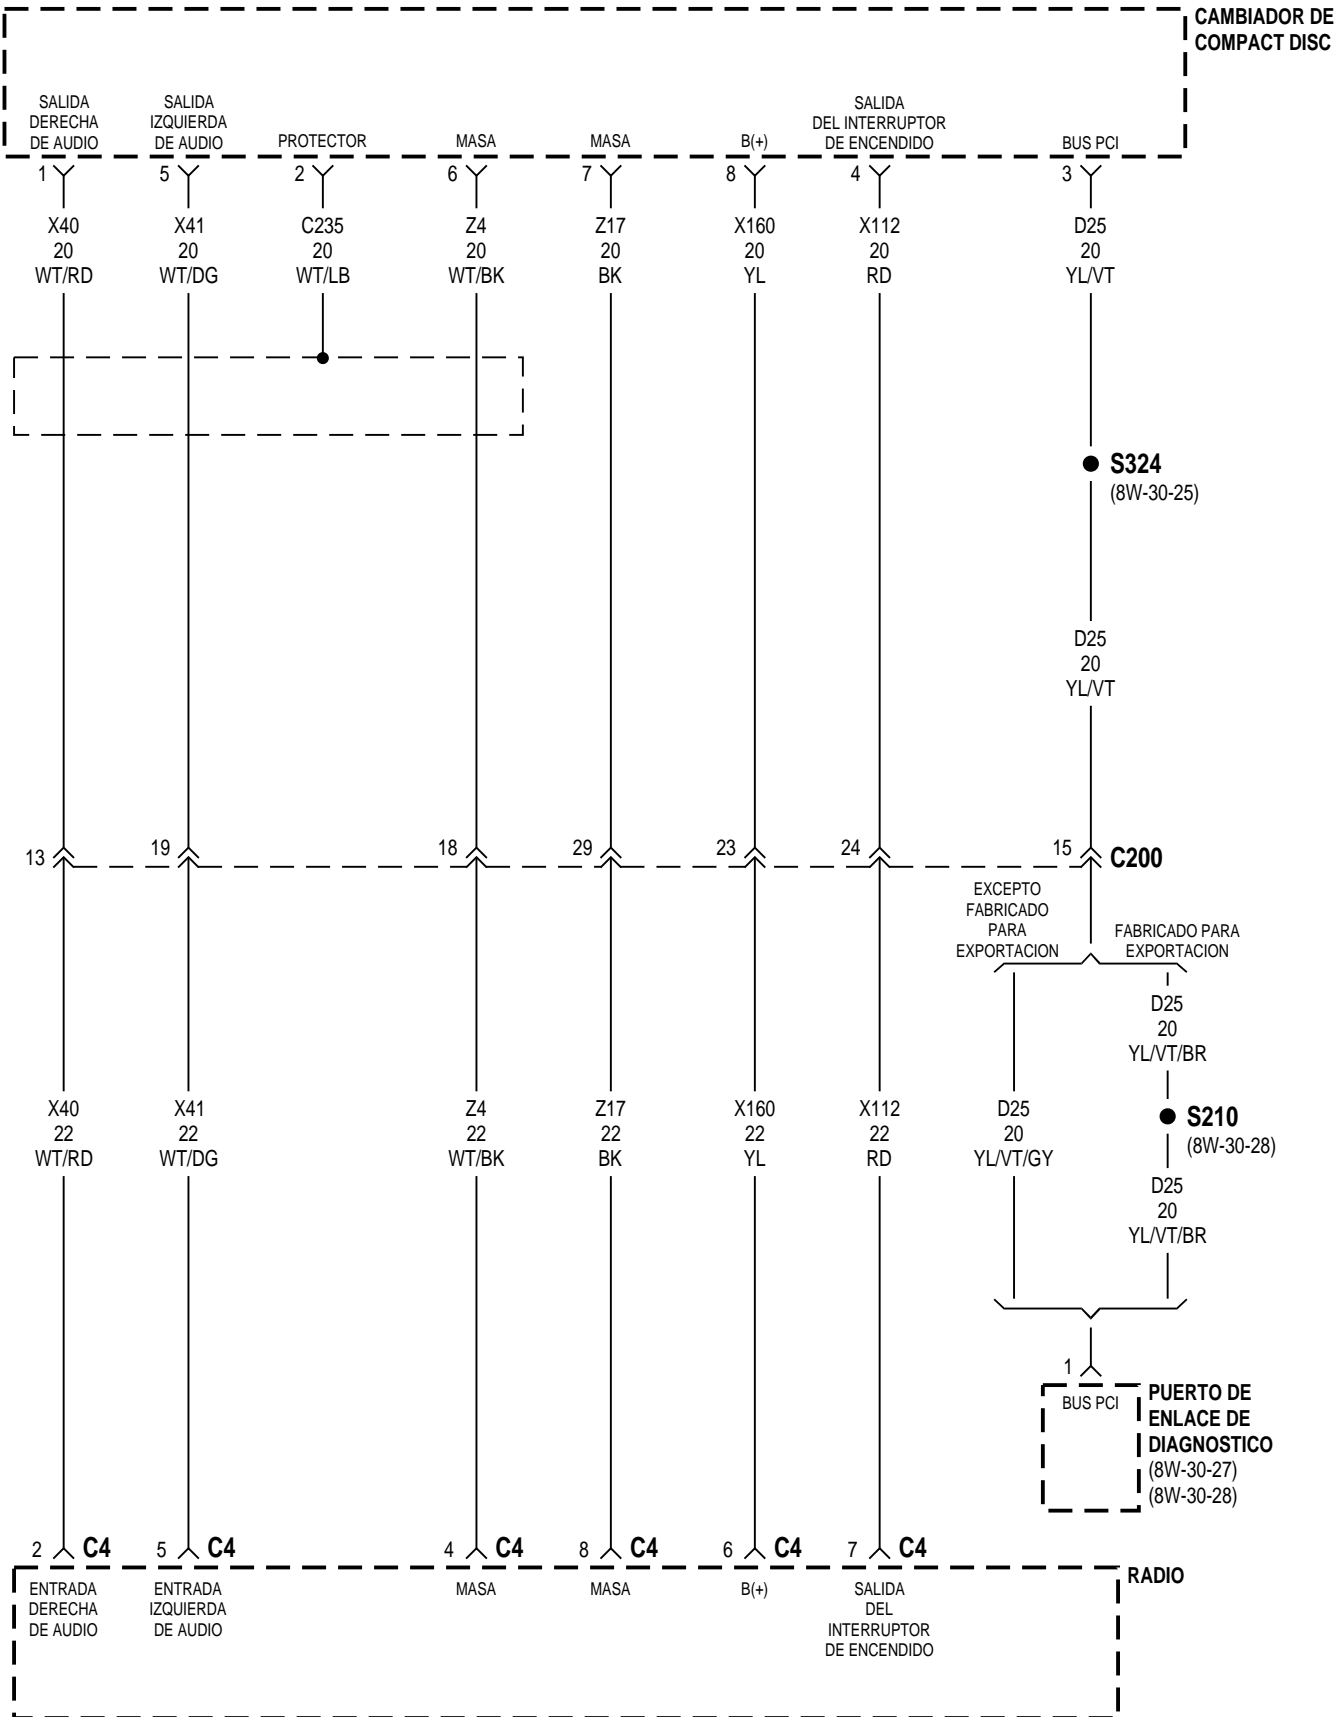 CAMBIADOR DE
COMPACT DISC
SALIDA
DERECHA
DE AUDIO
SALIDA
IZQUIERDA
DE AUDIO
PROTECTOR
MASA
MASA
B(+)
SALIDA
DEL INTERRUPTOR
DE ENCENDIDO
BUS PCI
1
5
2
6
7
8
4
3
X40
20
WT/RD
X41
20
WT/DG
C235
20
WT/LB
Z4
20
WT/BK
Z17
20
BK
X160
20
YL
X112
20
RD
D25
20
YL/VT
S324
(8W-30-25)
D25
20
YL/VT
13
19
18
29
23
24
15
C200
EXCEPTO
FABRICADO
PARA
EXPORTACION
FABRICADO PARA
EXPORTACION
D25
20
YL/VT/BR
X40
22
WT/RD
X41
22
WT/DG
Z4
22
WT/BK
Z17
22
BK
X160
22
YL
X112
22
RD
D25
20
YL/VT/GY
S210
(8W-30-28)
D25
20
YL/VT/BR
1
BUS PCI
PUERTO DE
ENLACE DE
DIAGNOSTICO
(8W-30-27)
(8W-30-28)
2 C4
5 C4
4 C4
8 C4
6 C4
7 C4
RADIO
ENTRADA
DERECHA
DE AUDIO
ENTRADA
IZQUIERDA
DE AUDIO
MASA
MASA
B(+)
SALIDA
DEL
INTERRUPTOR
DE ENCENDIDO